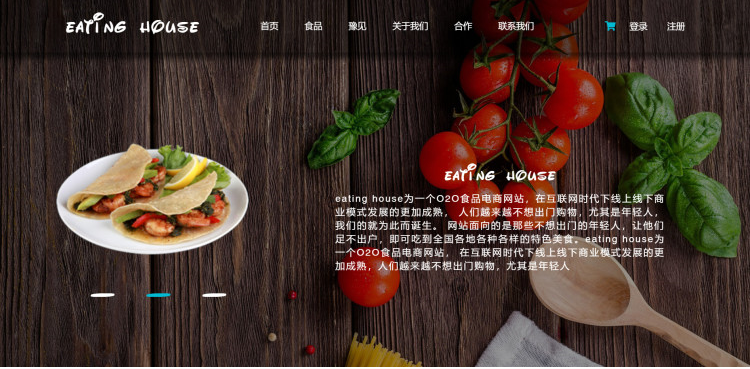 EATING HOUSE 首页 食品 豫见 关于我们 合作 联系我们 登录 注册
EATING HOUSE
eating house为一个O2O食品电商网站，在互联网时代下线上线下商
业模式发展的更加成熟， 人们越来越不想出门购物，尤其是年轻人，
我们的就为此而诞生。 网站面向的是那些不想出门的年轻人，让他们
足不出户，即可吃到全国各地各种各样的特色美食。eating house为
一个O2O食品电商网站， 在互联网时代下线上线下商业模式发展的更
加成熟，人们越来越不想出门购物，尤其是年轻人